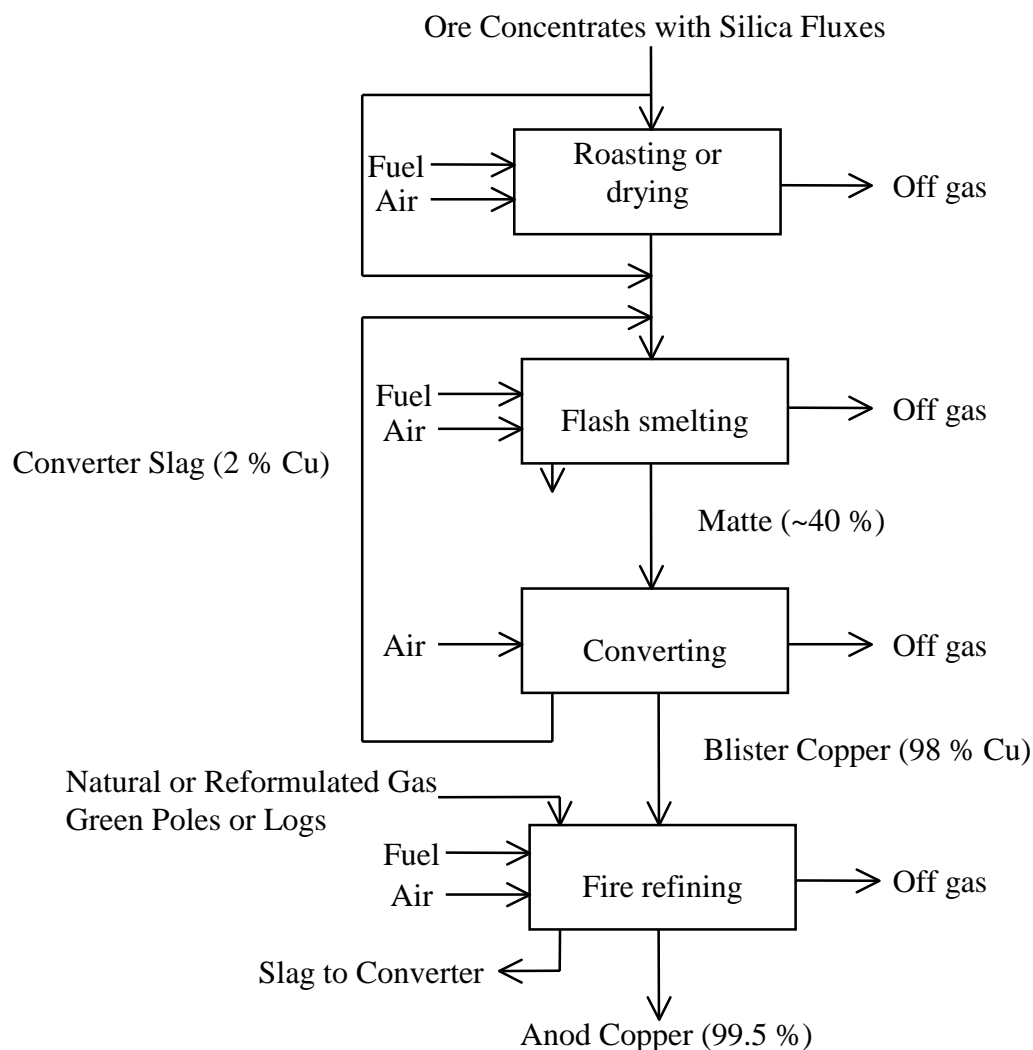 Ore Concentrates with Silica Fluxes
Roasting or
drying
Fuel
Air
Off gas
Fuel
Air
Flash smelting
Off gas
Converter Slag (2 % Cu)
Matte (~40 %)
Air
Converting
Off gas
Blister Copper (98 % Cu)
Natural or Reformulated Gas
Green Poles or Logs
Fuel
Air
Fire refining
Off gas
Slag to Converter
Anod Copper (99.5 %)